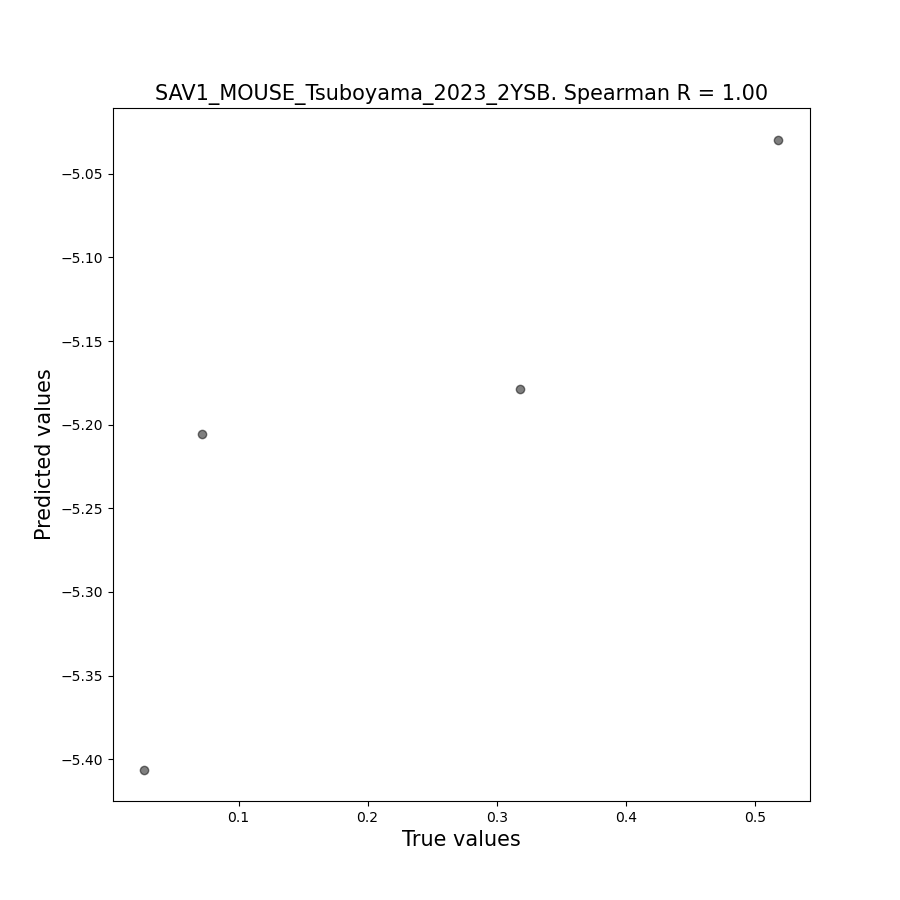 SAV1_MOUSE_Tsuboyama_2023_2YSB. Spearman R = 1.00
−5.05
−5.10
−5.15
−5.20
−5.25
−5.30
−5.35
−5.40
Predicted values
0.1 0.2 0.3 0.4 0.5
True values